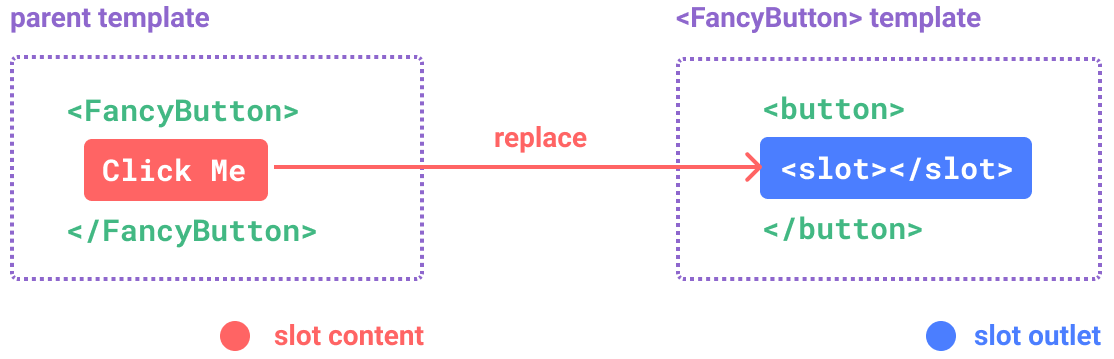 parent template
<FancyButton>
Click Me
</FancyButton>
replace
<FancyButton> template
<button>
<slot></slot>
</button>
slot content
slot outlet